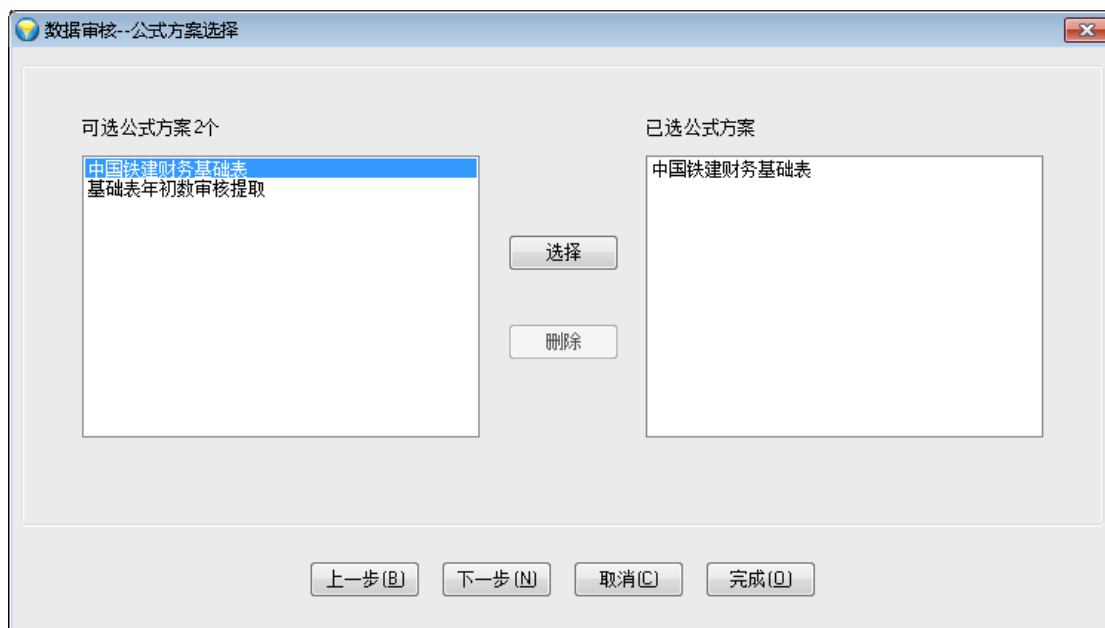 数据审核--公式方案选择
可选公式方案2个
已选公式方案
中国铁建财务基础表
基础表年初数审核提取
中国铁建财务基础表
选择
删除
上一步(B)
下一步(N)
取消(C)
完成(O)